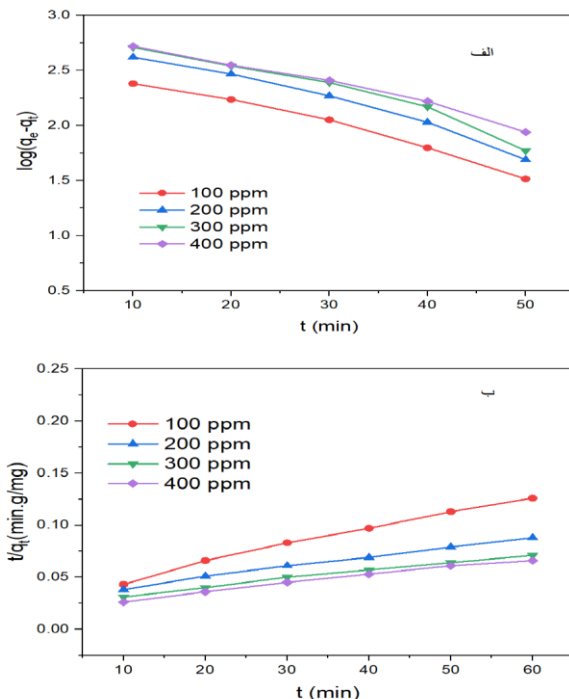 3.0
2.5
2.0
1.5
1.0
0.5
log(qe-qt)
الف
100 ppm
200 ppm
300 ppm
400 ppm
10 20 30 40 50
t (min)
0.25
0.20
0.15
0.10
0.05
0.00
t/qt(min.g/mg)
ب
100 ppm
200 ppm
300 ppm
400 ppm
10 20 30 40 50 60
t (min)